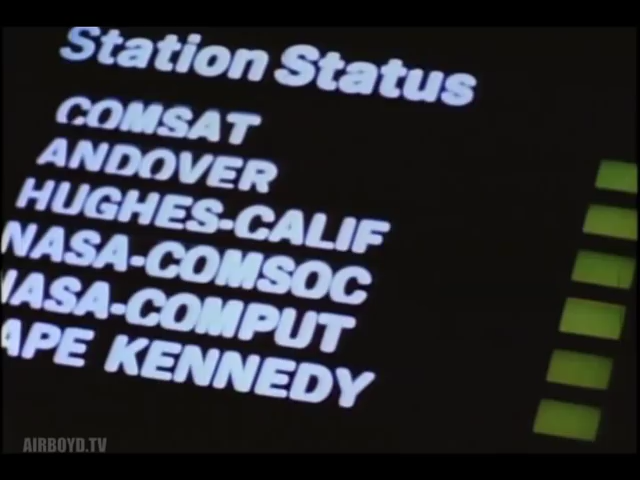 Station Status
COMSAT
ANDOVER
HUGHES-CALIF
NASA-COMSOC
NASA-COMPUT
APE KENNEDY
AIRBOYD.TV